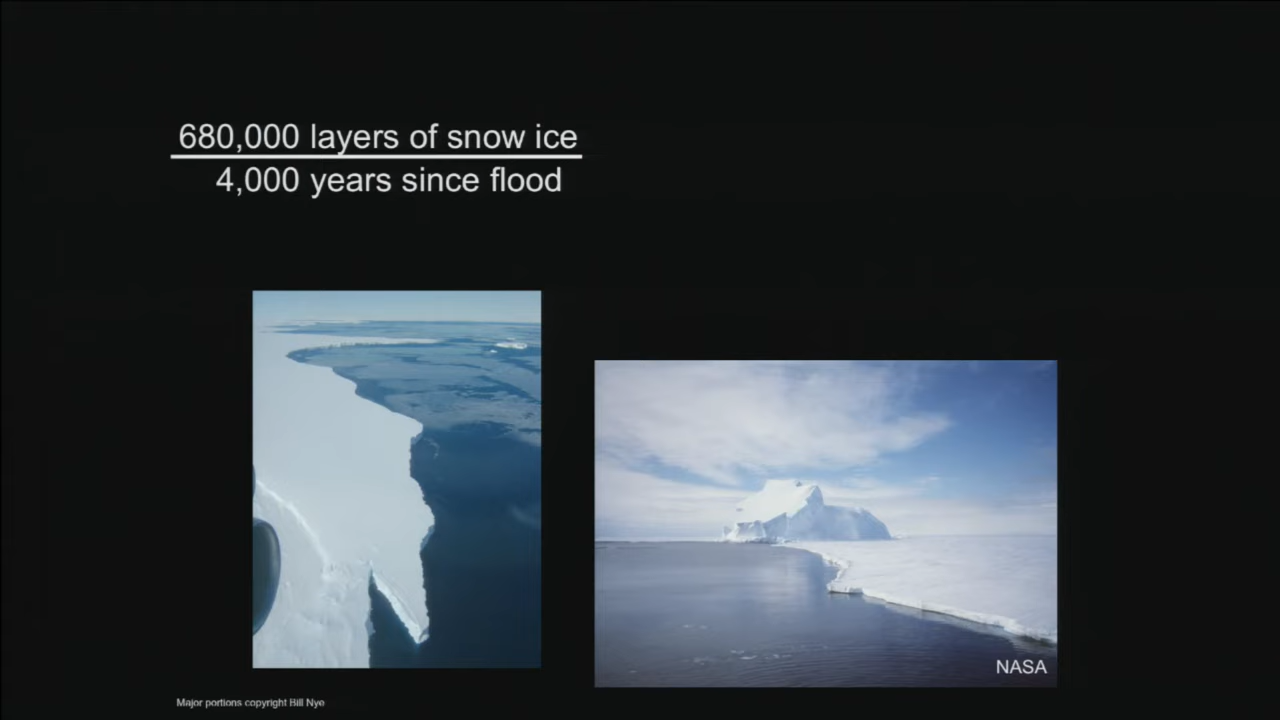 680,000 layers of snow ice
4,000 years since flood
NASA
Major portions copyright Bill Nye